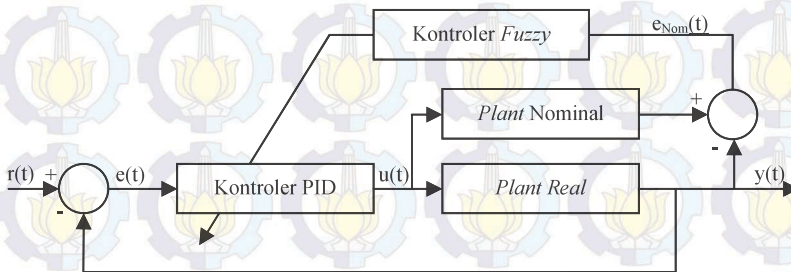 Kontroler Fuzzy
e_Nom(t)
Plant Nominal
+
-
r(t)
+
-
e(t)
Kontroler PID
u(t)
Plant Real
y(t)